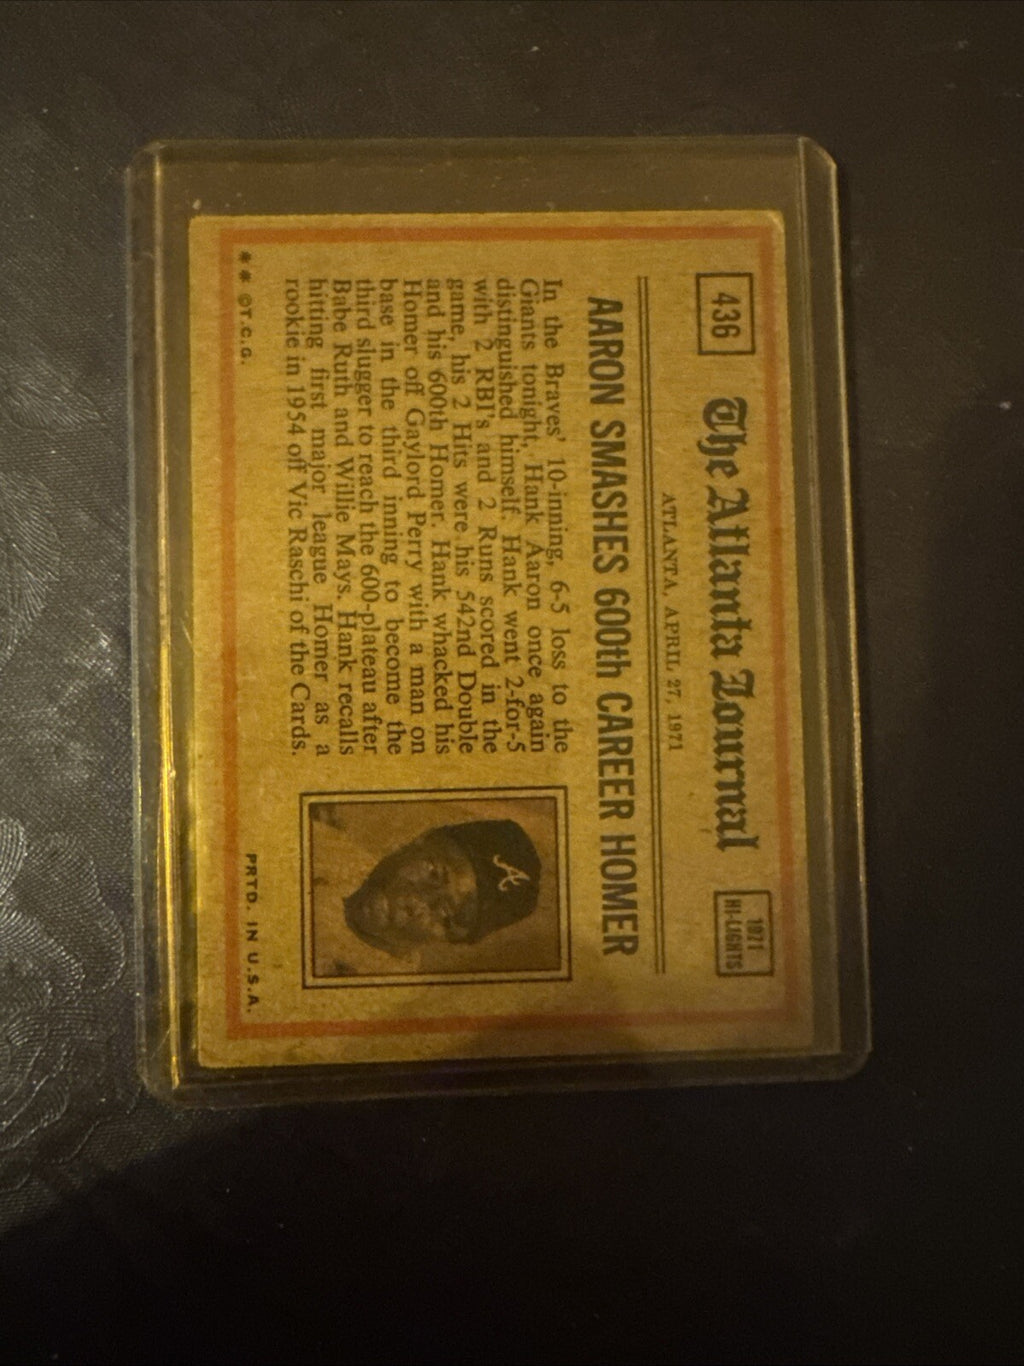 436
The Atlanta Journal
1971
HI-LIGHTS
ATLANTA, APRIL 27, 1971
AARON SMASHES 600th CAREER HOMER
In the Braves' 10-inning, 6-5 loss to the
Giants tonight, Hank Aaron once again
distinguished himself. Hank went 2-for-5
with 2 RBI's and 2 Runs scored in the
game, his 2 Hits were his 542nd Double
and his 600th Homer. Hank whacked his
Homer off Gaylord Perry with a man on
base in the third inning to become the
third slugger to reach the 600-plateau after
Babe Ruth and Willie Mays. Hank recalls
hitting first major league Homer as a
rookie in 1954 off Vic Raschi of the Cards.
A
** ©T.C.G.
PRTD. IN U.S.A.